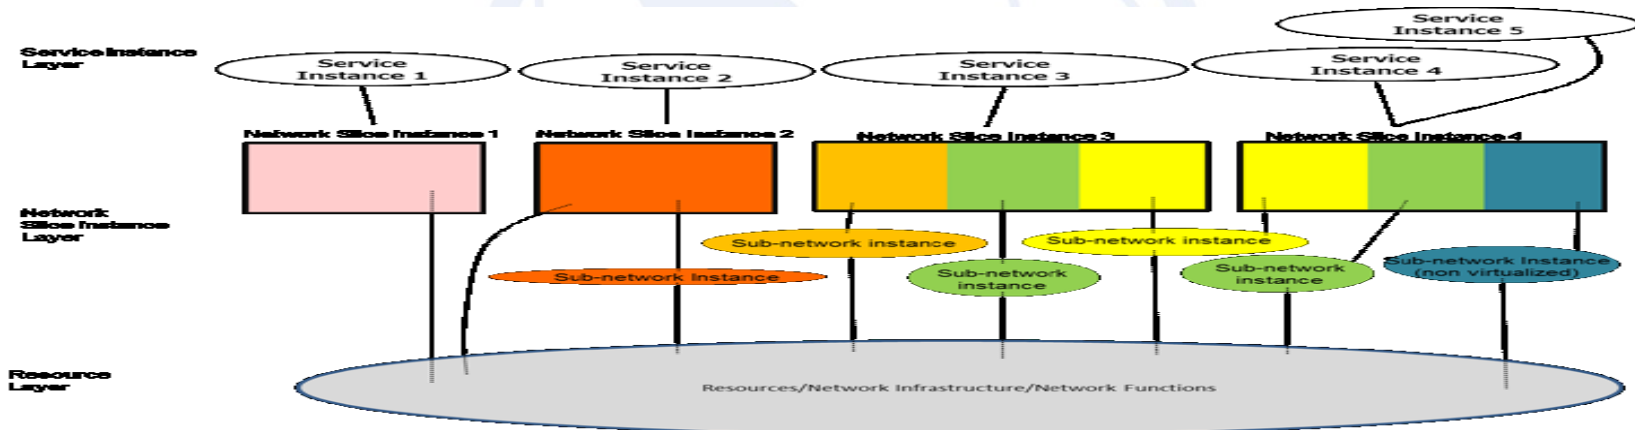 Service
Instance 5
Service Instance
Layer
Service
Instance 1
Service
Instance 2
Service
Instance 3
Service
Instance 4
Network Slice Instance 1
Network Slice Instance 2
Network Slice Instance 3
Network Slice Instance 4
Network
Slice Instance
Layer
Sub-network instance
Sub-network instance
Sub-network Instance
Sub-network
instance
Sub-network
instance
Sub-network Instance
(non virtualized)
Resource
Layer
Resources/Network Infrastructure/Network Functions